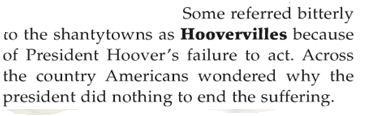 Some referred bitterly
to the shantytowns as Hoovervilles because
of President Hoover's failure to act. Across
the country Americans wondered why the
president did nothing to end the suffering.